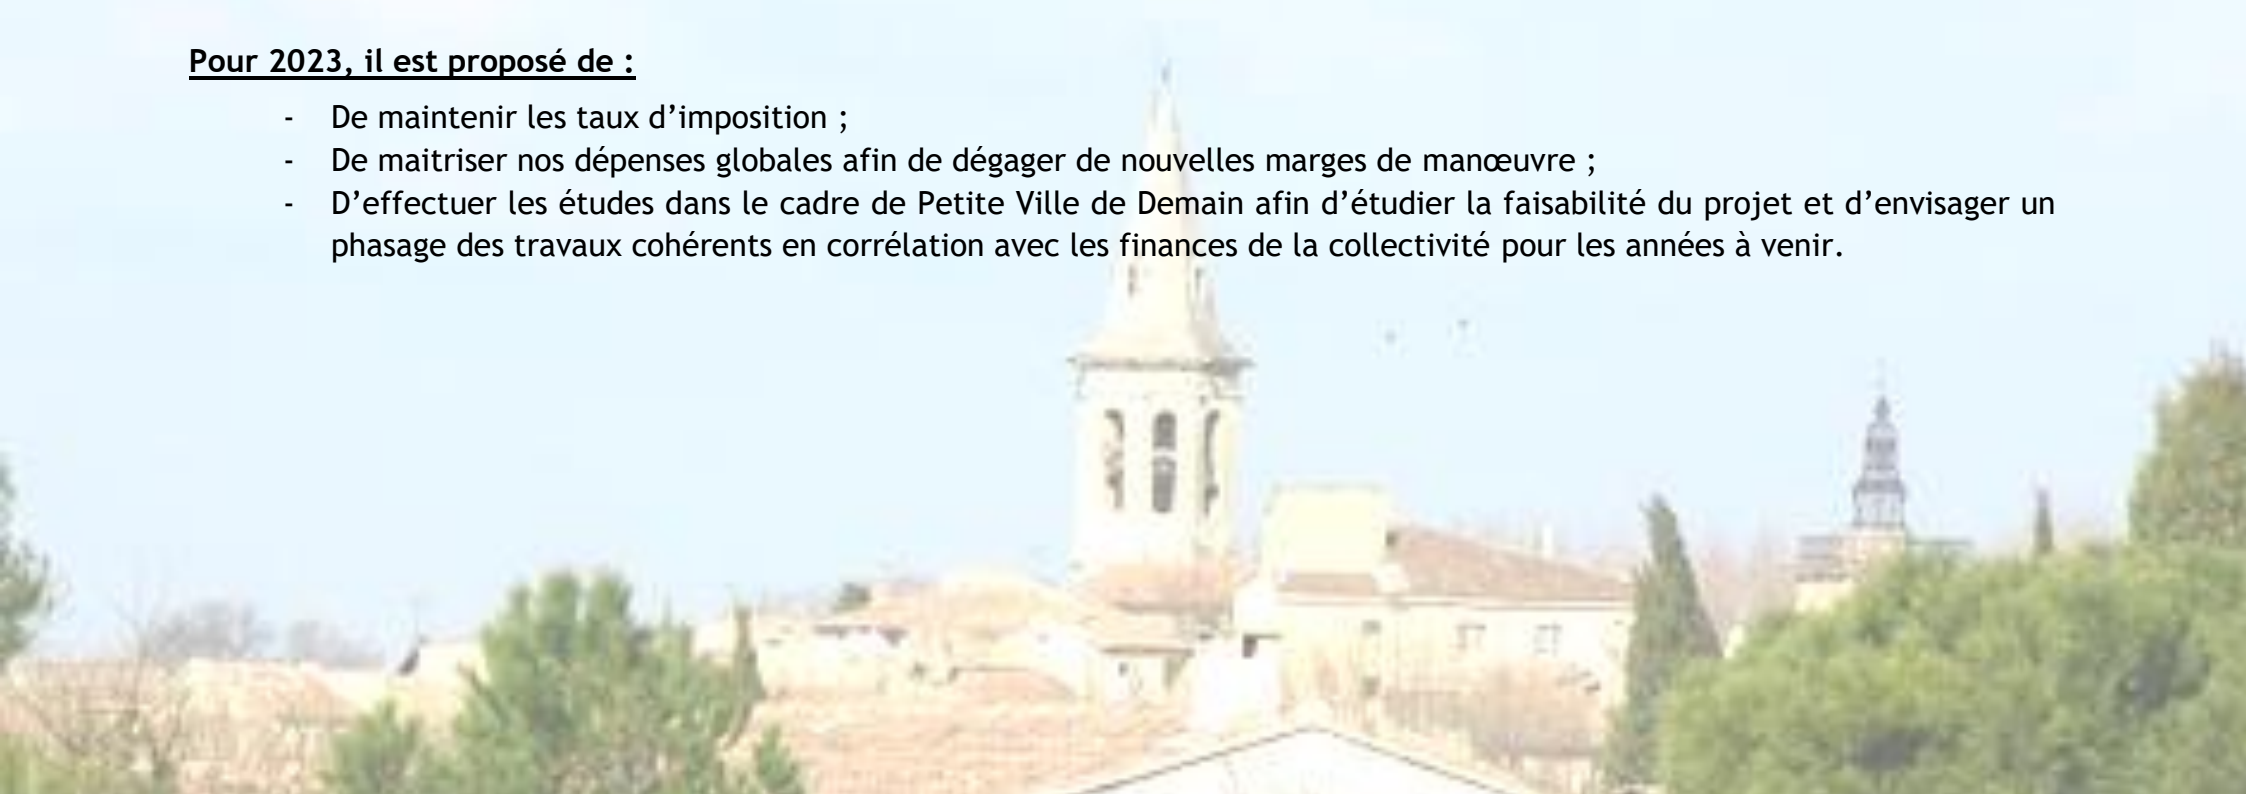 Pour 2023, il est proposé de :
- De maintenir les taux d’imposition ;
- De maitriser nos dépenses globales afin de dégager de nouvelles marges de manœuvre ;
- D’effectuer les études dans le cadre de Petite Ville de Demain afin d’étudier la faisabilité du projet et d’envisager un
phasage des travaux cohérents en corrélation avec les finances de la collectivité pour les années à venir.